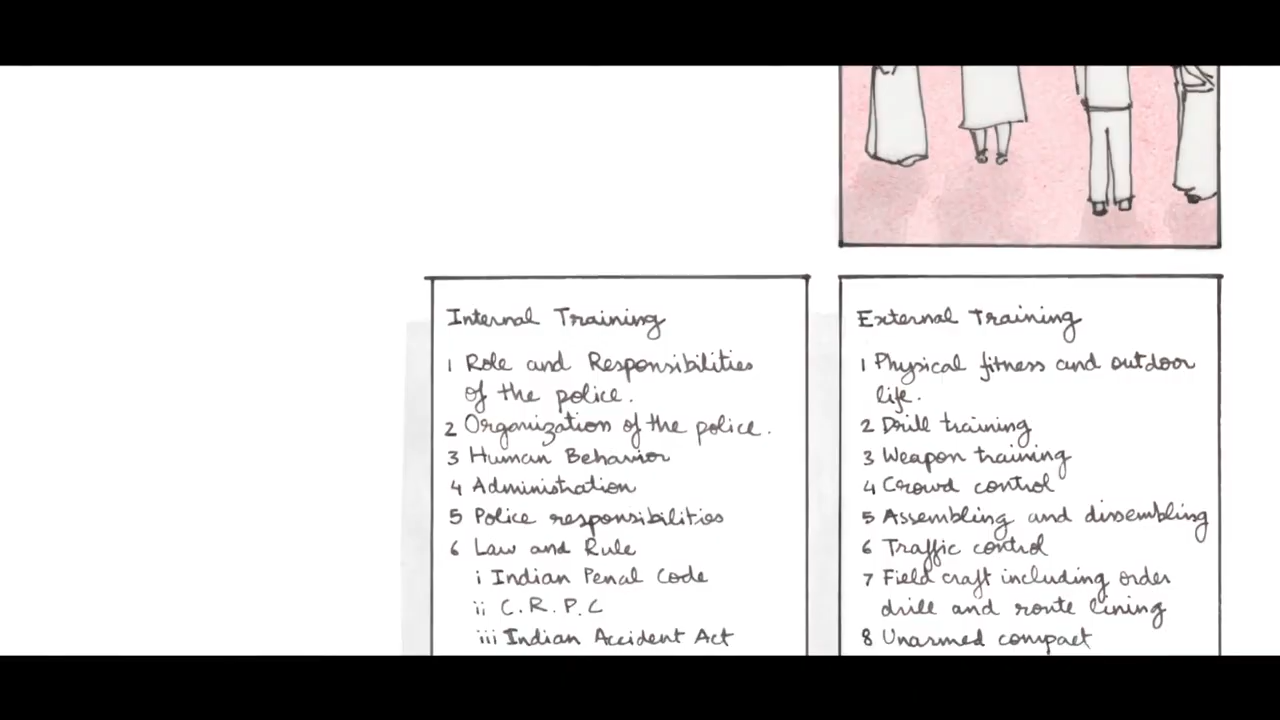 Internal Training
1 Role and Responsibilities
of the police.
2 Organization of the police.
3 Human Behavior
4 Administration
5 Police responsibilities
6 Law and Rule
i Indian Penal Code
ii C.R.P.C
iii Indian Accident Act
External Training
1 Physical fitness and outdoor
life.
2 Drill training
3 Weapon training
4 Crowd control
5 Assembling and dissembling
6 Traffic control
7 Field craft including order
drill and route lining
8 Unarmed compact